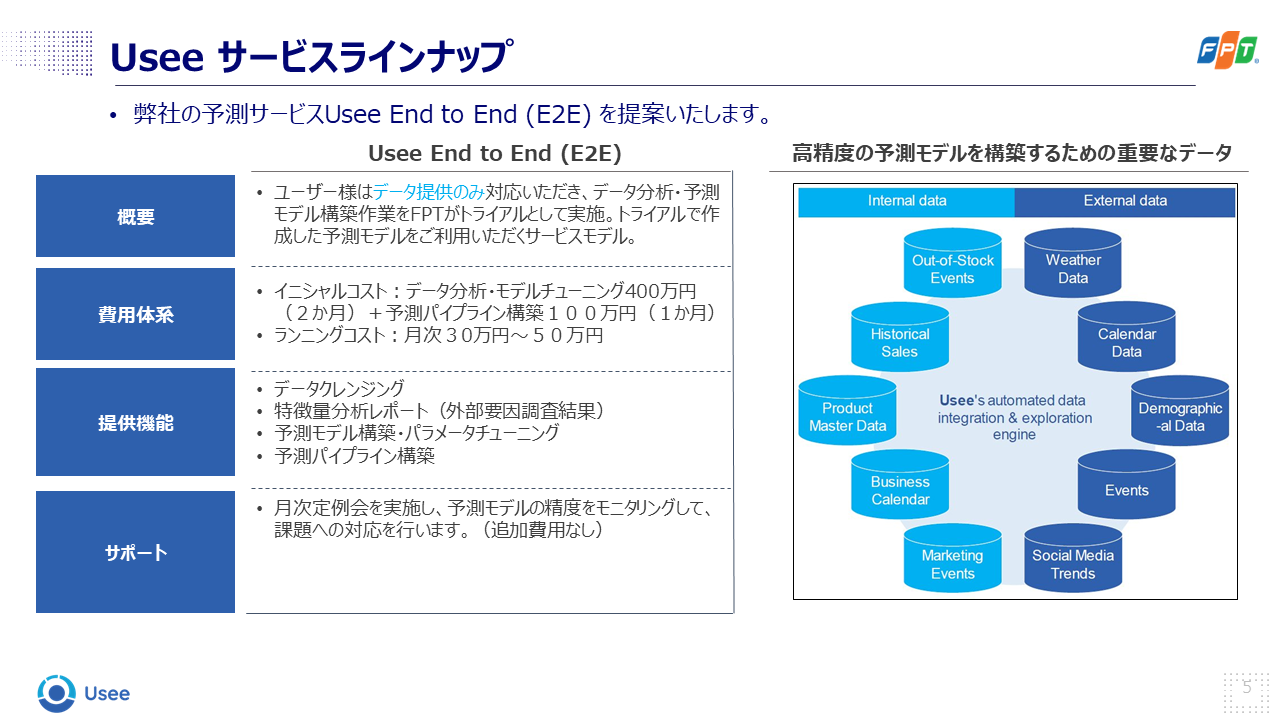 Usee サービスラインナップ
FPT
• 弊社の予測サービスUsee End to End (E2E) を提案いたします。
Usee End to End (E2E)
概要
• ユーザー様はデータ提供のみ対応いただき、データ分析・予測
モデル構築作業をFPTがトライアルとして実施。トライアルで作
成した予測モデルをご利用いただくサービスモデル。
費用体系
• イニシャルコスト：データ分析・モデルチューニング400万円
（２か月）＋予測パイプライン構築１００万円（１か月）
• ランニングコスト：月次３０万円～５０万円
提供機能
• データクレンジング
• 特徴量分析レポート（外部要因調査結果）
• 予測モデル構築・パラメータチューニング
• 予測パイプライン構築
サポート
• 月次定例会を実施し、予測モデルの精度をモニタリングして、
課題への対応を行います。（追加費用なし）
高精度の予測モデルを構築するための重要なデータ
Internal data
External data
Out-of-Stock
Events
Weather
Data
Historical
Sales
Calendar
Data
Product
Master Data
Usee's automated data
integration & exploration
engine
Demographic
-al Data
Business
Calendar
Events
Marketing
Events
Social Media
Trends
Usee
5